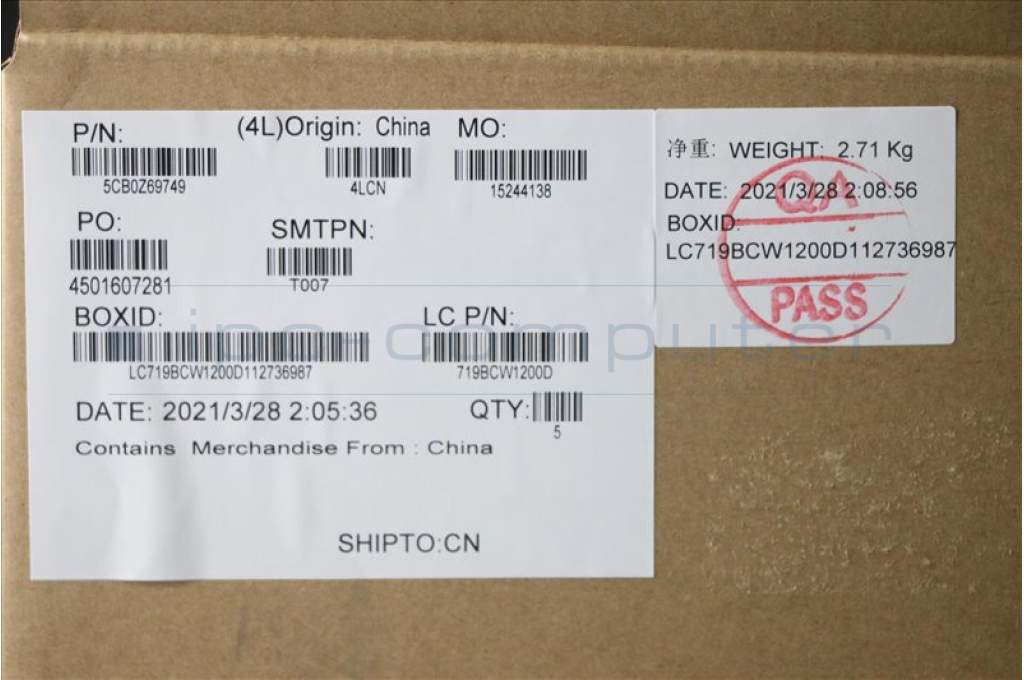 P/N: (4L)Origin: China MO:
5CB0Z69749 4LCN 15244138
PO: SMTPN:
4501607281 T007
BOXID: LC P/N:
LC719BCW1200D112736987 719BCW1200D
DATE: 2021/3/28 2:05:36 QTY:
5
Contains Merchandise From : China
SHIPTO:CN
净重: WEIGHT: 2.71 Kg
DATE: 2021/3/28 2:08:56
BOXID:
LC719BCW1200D112736987
QA
PASS
ipc-computer